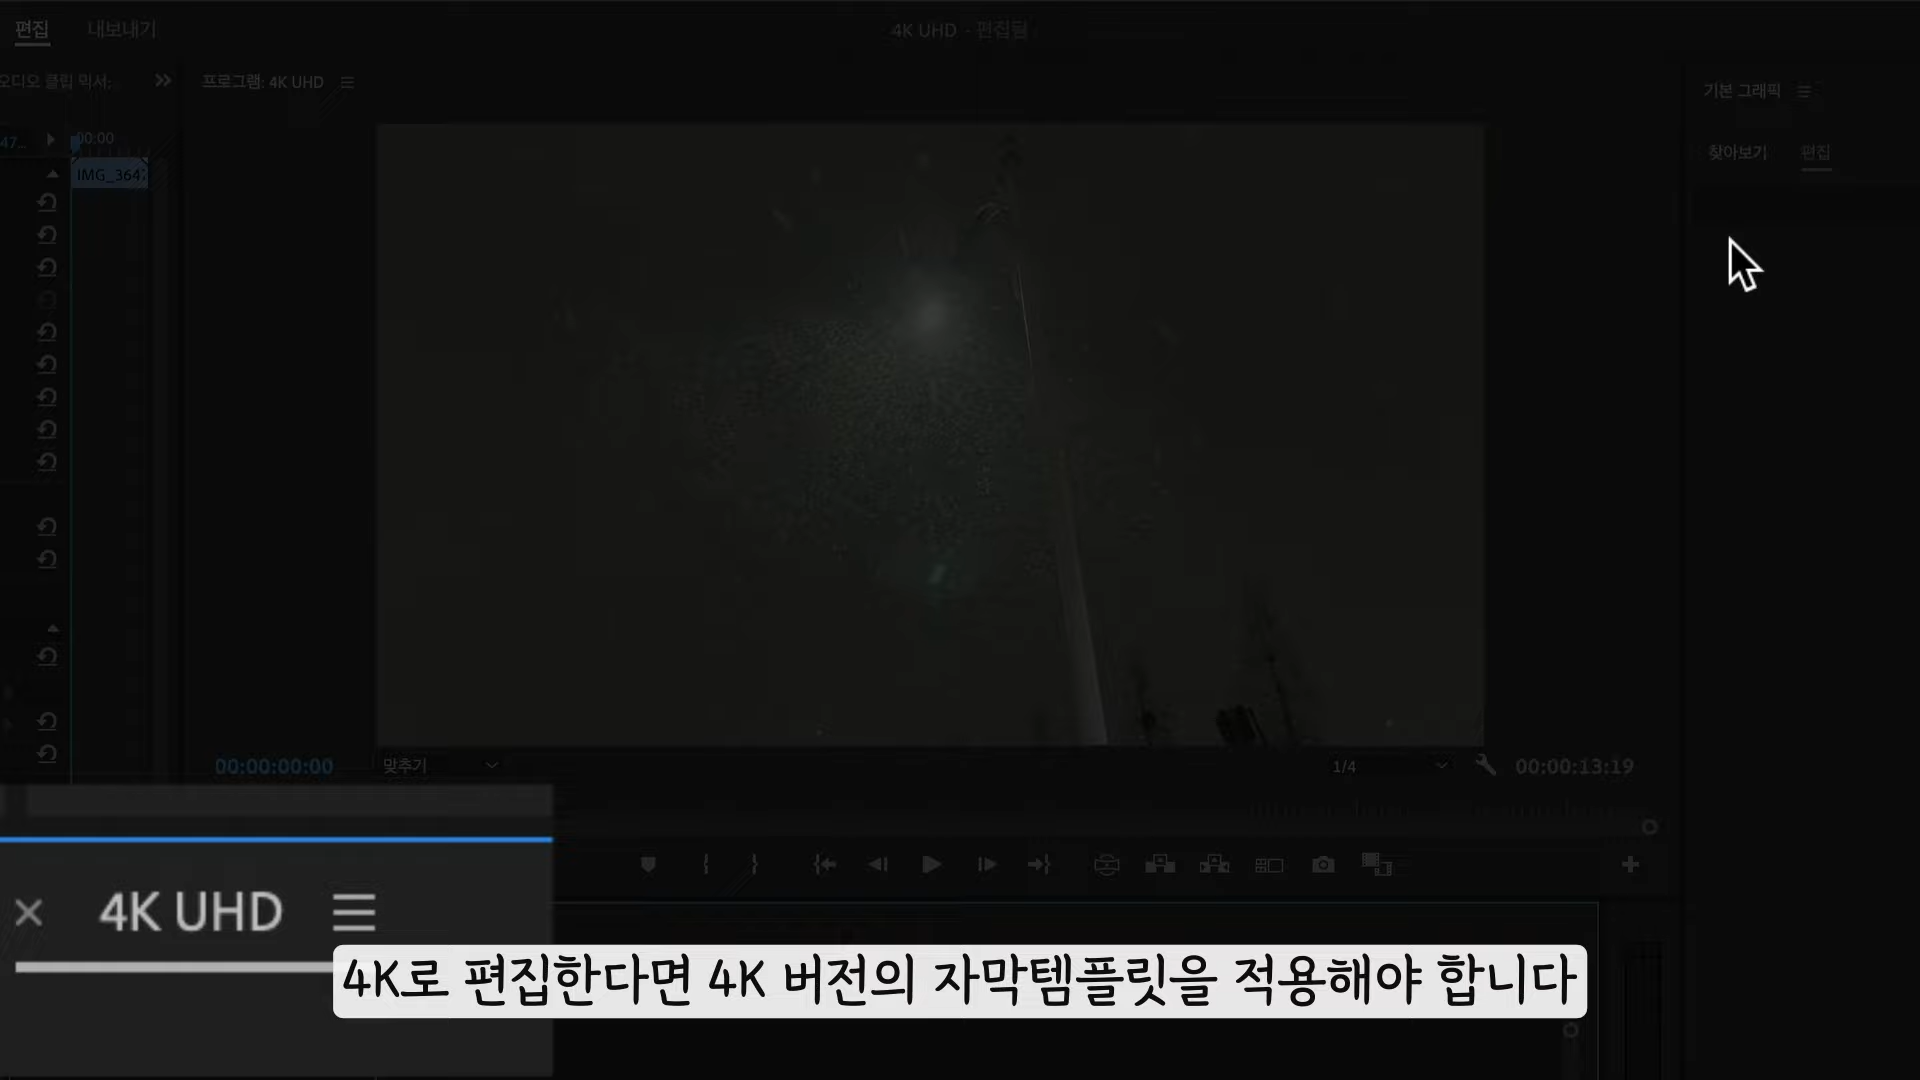 편집 내보내기 4K UHD - 편집됨
오디오 클립 믹서: 프로그램: 4K UHD
기본 그래픽
찾아보기 편집
47... 00:00
IMG_364
00:00:00:00 맞추기 1/4 00:00:13:19
4K UHD
4K로 편집한다면 4K 버전의 자막템플릿을 적용해야 합니다